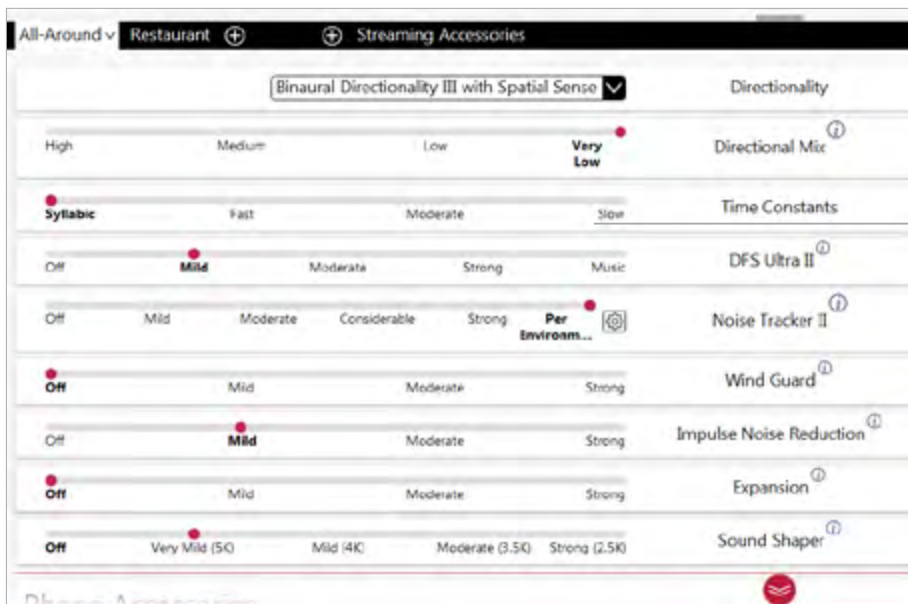 All-Around Restaurant Streaming Accessories
Binaural Directionality III with Spatial Sense Directionality
High Medium Low Very Low Directional Mix
Syllabic Fast Moderate Slow Time Constants
Off Mild Moderate Strong Music DFS Ultra II
Off Mild Moderate Considerable Strong Per Environm... Noise Tracker II
Off Mild Moderate Strong Wind Guard
Off Mild Moderate Strong Impulse Noise Reduction
Off Mild Moderate Strong Expansion
Off Very Mild (5K) Mild (4K) Moderate (3.5K) Strong (2.5K) Sound Shaper